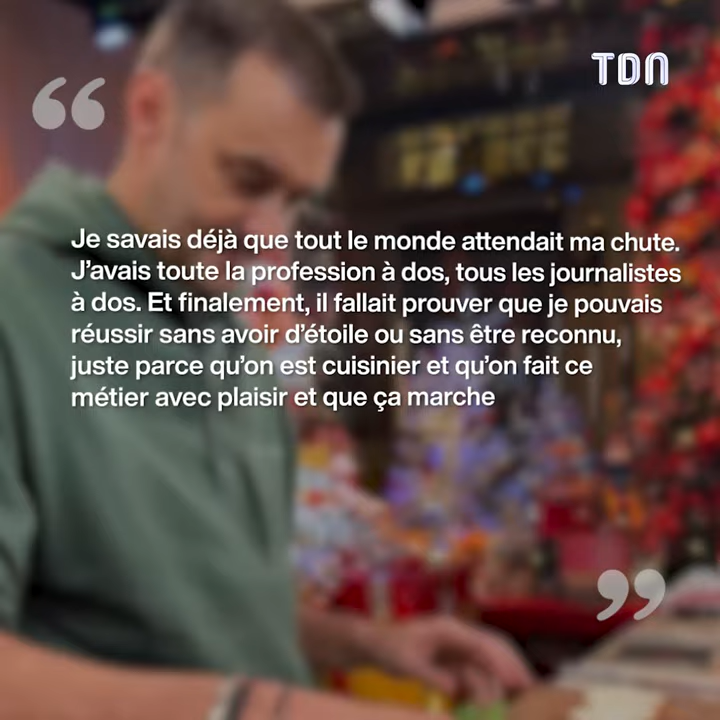 TDN
“
Je savais déjà que tout le monde attendait ma chute.
J’avais toute la profession à dos, tous les journalistes
à dos. Et finalement, il fallait prouver que je pouvais
réussir sans avoir d’étoile ou sans être reconnu,
juste parce qu’on est cuisinier et qu’on fait ce
métier avec plaisir et que ça marche
”